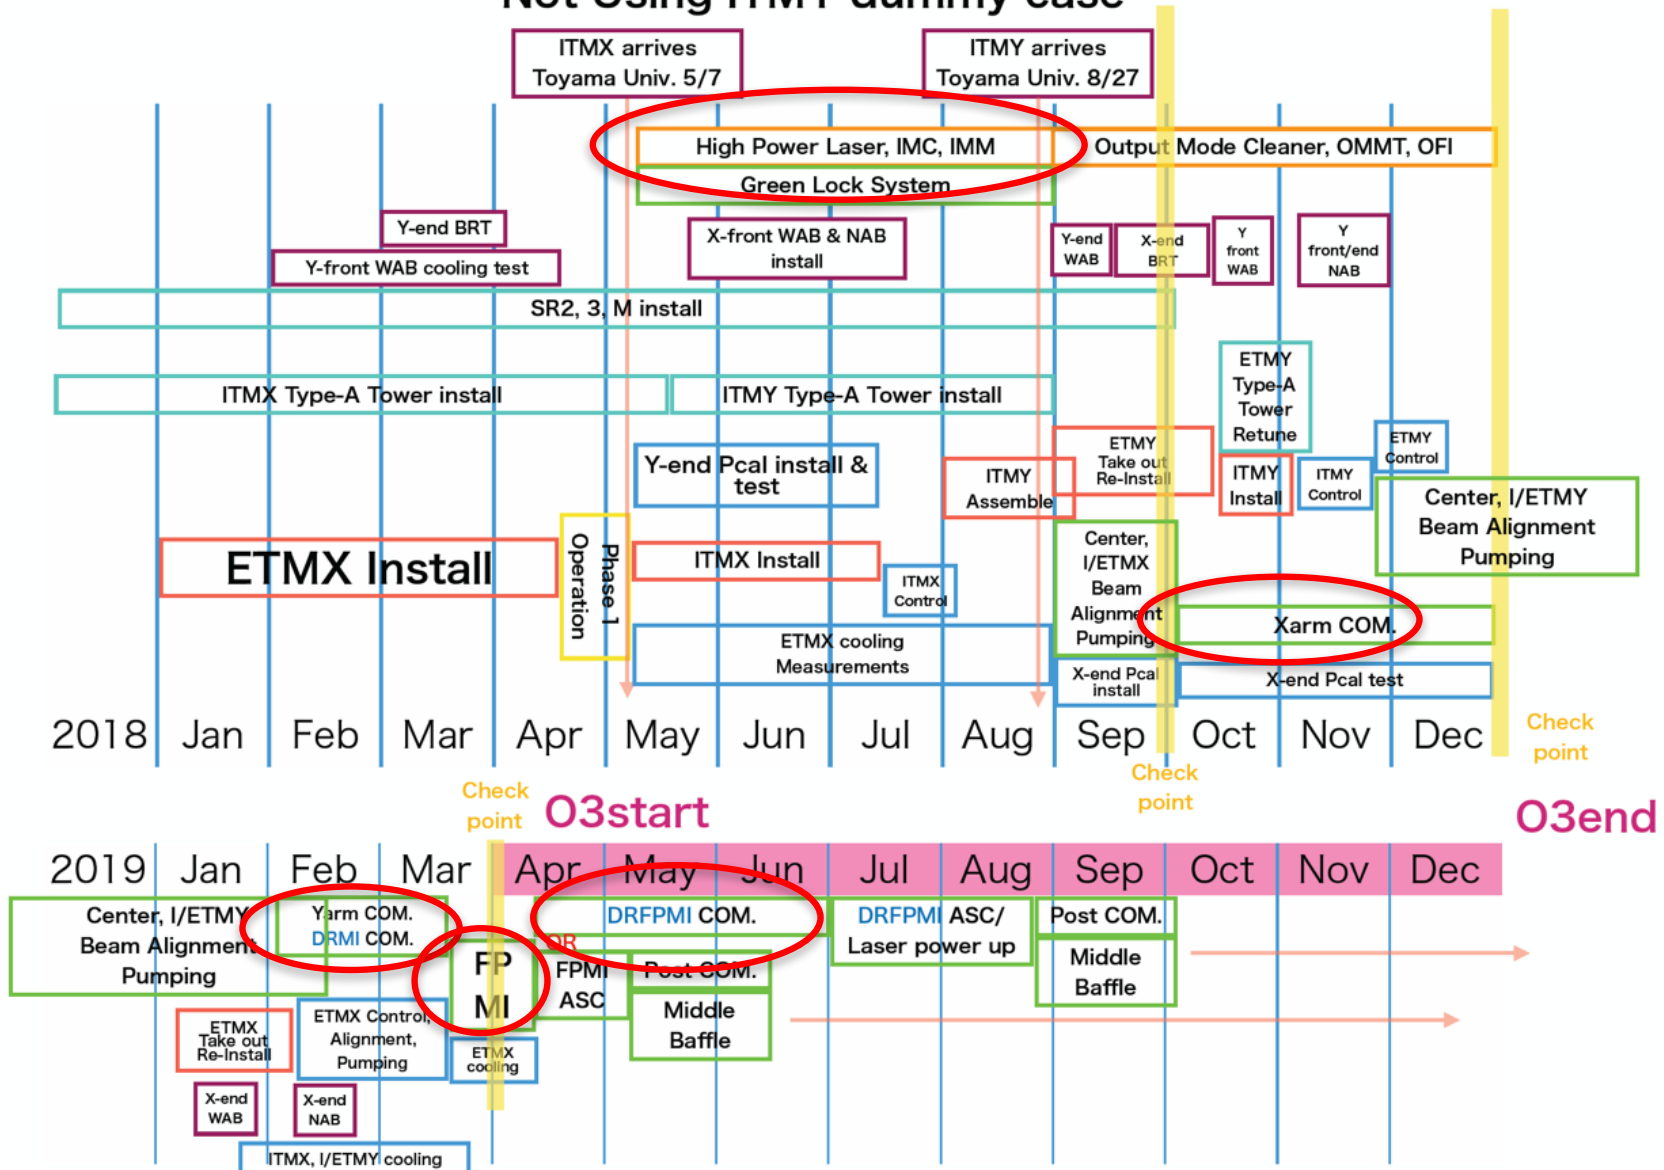 Not Using ITMY dummy case
ITMX arrives
Toyama Univ. 5/7
ITMY arrives
Toyama Univ. 8/27
High Power Laser, IMC, IMM
Output Mode Cleaner, OMMT, OFI
Green Lock System
Y-end BRT
X-front WAB & NAB
install
Y-end
WAB
X-end
BRT
Y
front
WAB
Y
front/end
NAB
Y-front WAB cooling test
SR2, 3, M install
ETMY
Type-A
Tower
Retune
ITMX Type-A Tower install
ITMY Type-A Tower install
ETMY
Control
ETMY
Take out
Re-Install
Y-end Pcal install &
test
ITMY
Assemble
ITMY
Install
ITMY
Control
Center, I/ETMY
Beam Alignment
Pumping
ETMX Install
Phase 1
Operation
ITMX Install
ITMX
Control
Center,
I/ETMX
Beam
Alignment
Pumping
Xarm COM.
ETMX cooling
Measurements
X-end Pcal
install
X-end Pcal test
2018 Jan Feb Mar Apr May Jun Jul Aug Sep Oct Nov Dec
Check
point
Check
point
Check
point
O3start
O3end
2019 Jan Feb Mar Apr May Jun Jul Aug Sep Oct Nov Dec
Center, I/ETMY
Beam Alignment
Pumping
Yarm COM.
DRMI COM.
FP
MI
DRFPMI COM.
OR
FPMI
ASC
Post COM.
Middle
Baffle
DRFPMI ASC/
Laser power up
Post COM.
Middle
Baffle
ETMX
Take out
Re-Install
ETMX Control,
Alignment,
Pumping
ETMX
cooling
X-end
WAB
X-end
NAB
ITMX, I/ETMY cooling